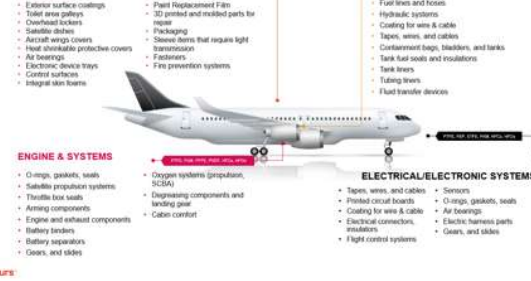 Exterior surface coatings
Toilet area galleys
Overhead lockers
Satellite dishes
Aircraft wings covers
Heat shrinkable protective covers
Air bearings
Electronic device trays
Control surfaces
Integral skin foams
Paint Replacement Film
3D printed and molded parts for
repair
Packaging
Sleeve items that require light
transmission
Fasteners
Fire prevention systems
Fuel lines and hoses
Hydraulic systems
Coating for wire & cable
Tapes, wires, and cables
Containment bags, bladders, and tanks
Tank fuel seals and insulations
Tank liners
Tubing liners
Fluid transfer devices
ENGINE & SYSTEMS
• O-rings, gaskets, seals
• Satellite propulsion systems
• Throttle box seals
• Arming components
• Engine and exhaust components
• Battery binders
• Battery separators
• Gears, and slides
• Oxygen systems (propulsion,
SCBA)
• Degreasing components and
landing gear
• Cabin comfort
ELECTRICAL/ELECTRONIC SYSTEMS
• Tapes, wires, and cables
• Printed circuit boards
• Coating for wire & cable
• Electrical connectors,
insulators
• Flight control systems
• Sensors
• O-rings, gaskets, seals
• Air bearings
• Electric harness parts
• Gears, and slides